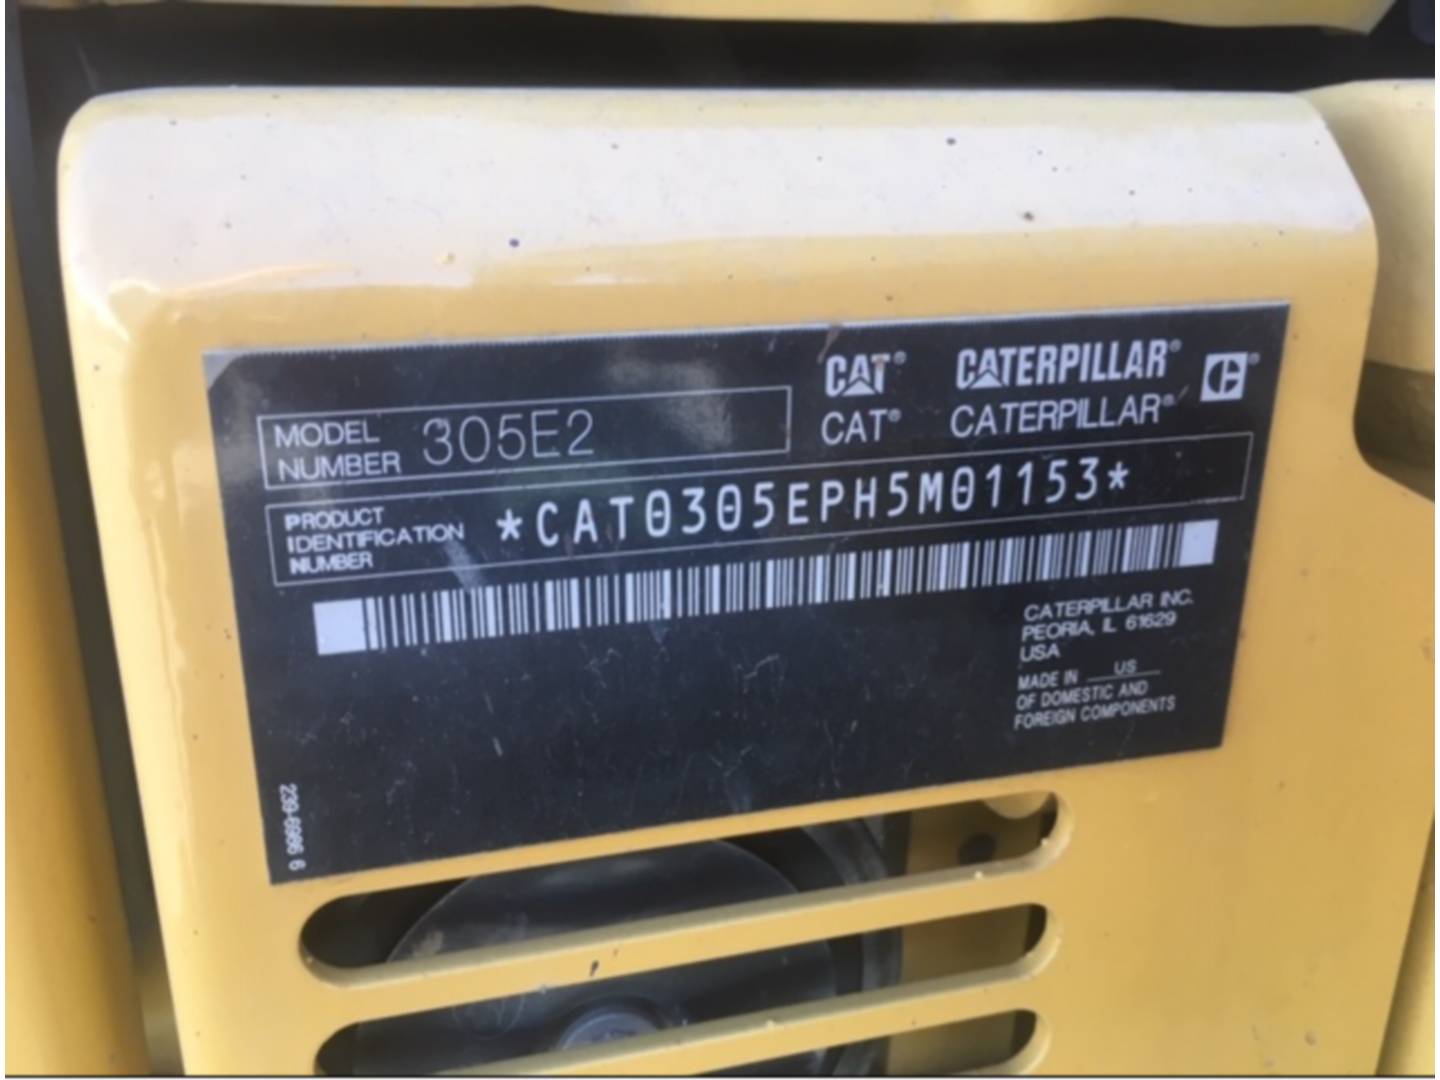 CAT® CATERPILLAR®
CAT® CATERPILLAR®
MODEL NUMBER 305E2
PRODUCT IDENTIFICATION NUMBER *CAT0305EPH5M01153*
CATERPILLAR INC.
PEORIA, IL 61629
USA
MADE IN US
OF DOMESTIC AND
FOREIGN COMPONENTS
239-6986 6